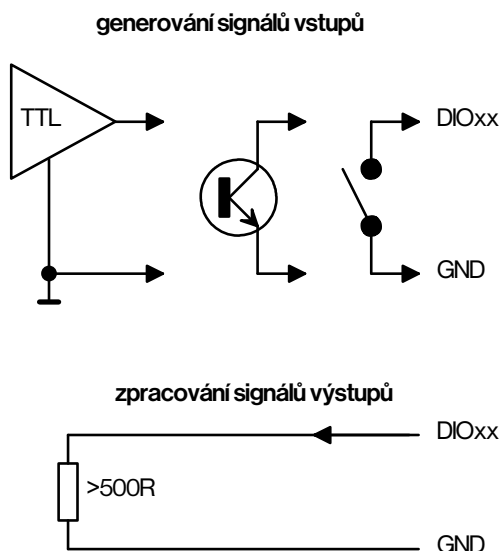 generování signálů vstupů
TTL
DIOxx
GND
zpracování signálů výstupů
DIOxx
>500R
GND